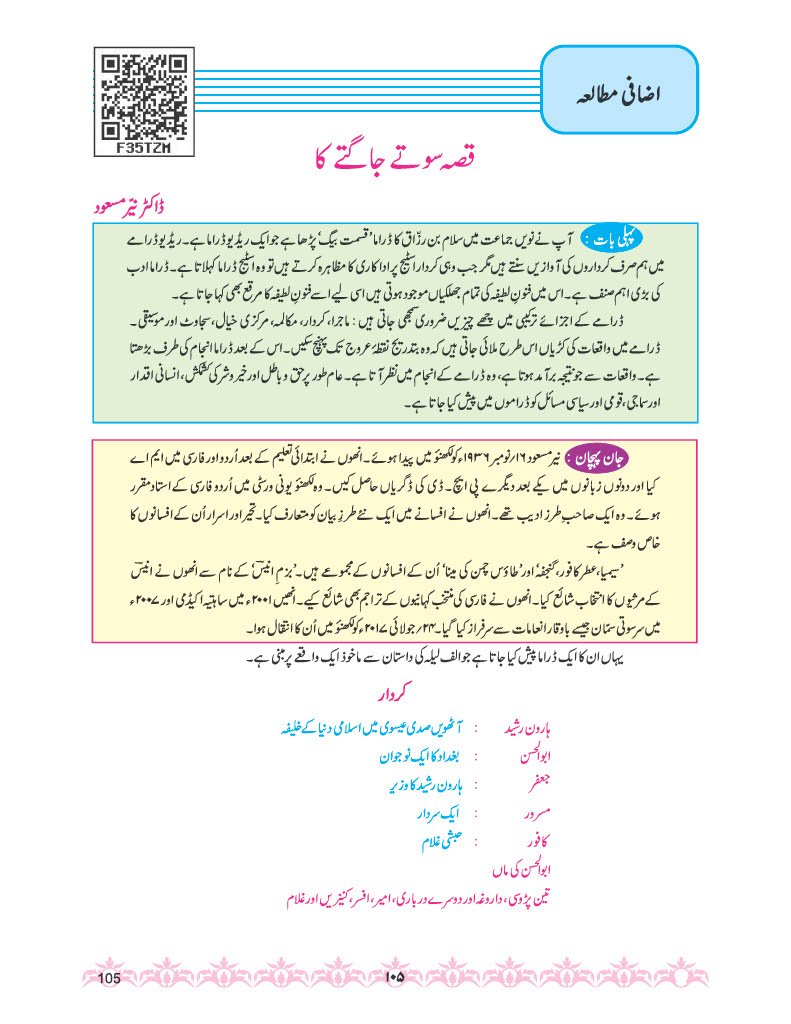 اضافی مطالعہ
F35TZM
قصہ سوتے جاگتے کا
ڈاکٹر نیّر مسعود
پہلی بات : آپ نے نویں جماعت میں سلام بن رزّاق کا ڈراما ’قسمت بیگ‘ پڑھا ہے جو ایک ریڈیو ڈراما ہے۔ ریڈیو ڈرامے
میں ہم صرف کرداروں کی آوازیں سنتے ہیں مگر جب وہی کردار اسٹیج پر اداکاری کا مظاہرہ کرتے ہیں تو وہ اسٹیج ڈراما کہلاتا ہے۔ ڈراما ادب
کی بڑی اہم صنف ہے۔ اس میں فنونِ لطیفہ کی تمام جھلکیاں موجود ہوتی ہیں اسی لیے اسے فنونِ لطیفہ کا مرقع بھی کہا جاتا ہے۔
ڈرامے کے اجزائے ترکیبی میں چھے چیزیں ضروری سمجھی جاتی ہیں : ماجرا، کردار، مکالمہ، مرکزی خیال، سجاوٹ اور موسیقی۔
ڈرامے میں واقعات کی کڑیاں اس طرح ملائی جاتی ہیں کہ وہ بتدریج نقطۂ عروج تک پہنچ سکیں۔ اس کے بعد ڈراما انجام کی طرف بڑھتا
ہے۔ واقعات سے جو نتیجہ برآمد ہوتا ہے، وہ ڈرامے کے انجام میں نظر آتا ہے۔ عام طور پر حق و باطل اور خیر و شر کی کشمکش، انسانی اقدار
اور سماجی، قومی اور سیاسی مسائل کو ڈراموں میں پیش کیا جاتا ہے۔
جان پہچان : نیر مسعود ۱۶؍ نومبر ۱۹۳۶ء کو لکھنؤ میں پیدا ہوئے۔ انھوں نے ابتدائی تعلیم کے بعد اُردو اور فارسی میں ایم اے
کیا اور دونوں زبانوں میں یکے بعد دیگرے پی ایچ۔ ڈی کی ڈگریاں حاصل کیں۔ وہ لکھنؤ یونی ورسٹی میں اُردو فارسی کے استاد مقرر
ہوئے۔ وہ ایک صاحبِ طرز ادیب تھے۔ انھوں نے افسانے میں ایک نئے طرزِ بیان کو متعارف کیا۔ تحیر اور اسرار اُن کے افسانوں کا
خاص وصف ہے۔
’سیمیا، عطر کافور، گنجفہ‘ اور ’طاؤس چمن کی مینا‘ اُن کے افسانوں کے مجموعے ہیں۔ ’بزمِ انیس‘ کے نام سے انھوں نے انیس
کے مرثیوں کا انتخاب شائع کیا۔ انھوں نے فارسی کی منتخب کہانیوں کے تراجم بھی شائع کیے۔ انھیں ۲۰۰۱ء میں ساہتیہ اکیڈمی اور ۲۰۰۷ء
میں سرسوتی سمّان جیسے باوقار انعامات سے سرفراز کیا گیا۔ ۲۴؍ جولائی ۲۰۱۷ء کو لکھنؤ میں اُن کا انتقال ہوا۔
یہاں ان کا ایک ڈراما پیش کیا جاتا ہے جو الف لیلہ کی داستان سے ماخوذ ایک واقعے پر مبنی ہے۔
کردار
ہارون رشید : آٹھویں صدی عیسوی میں اسلامی دنیا کے خلیفہ
ابوالحسن : بغداد کا ایک نوجوان
جعفر : ہارون رشید کا وزیر
مسرور : ایک سردار
کافور : حبشی غلام
ابوالحسن کی ماں
تین پڑوسی، داروغہ اور دوسرے درباری، امیر، افسر، کنیزیں اور غلام
۱۰۵
105